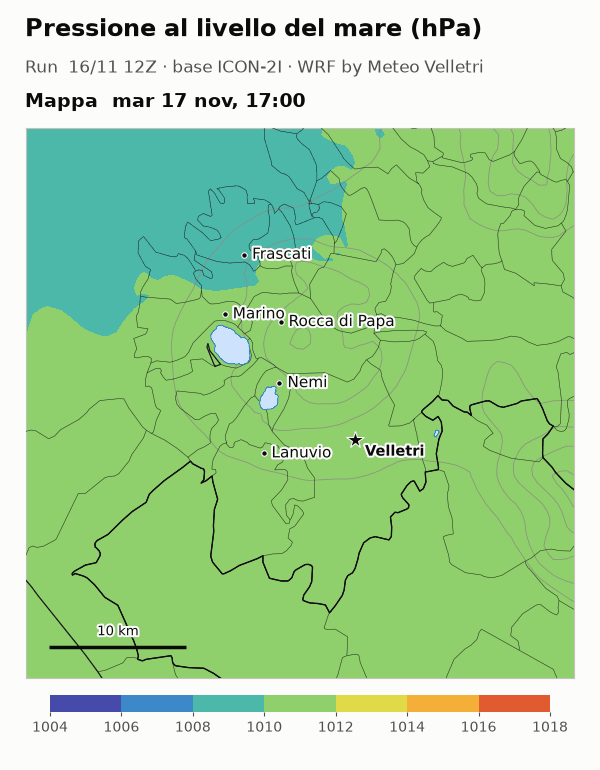 Pressione al livello del mare (hPa)
Run 16/11 12Z · base ICON-2I · WRF by Meteo Velletri
Mappa mar 17 nov, 17:00
Frascati
Marino
Rocca di Papa
Nemi
Velletri
Lanuvio
10 km
1004 1006 1008 1010 1012 1014 1016 1018